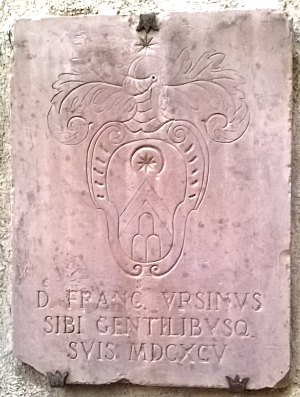 D. FRANC. VRSINVS
SIBI GENTILIBVSQ.
SVIS MDCXCV